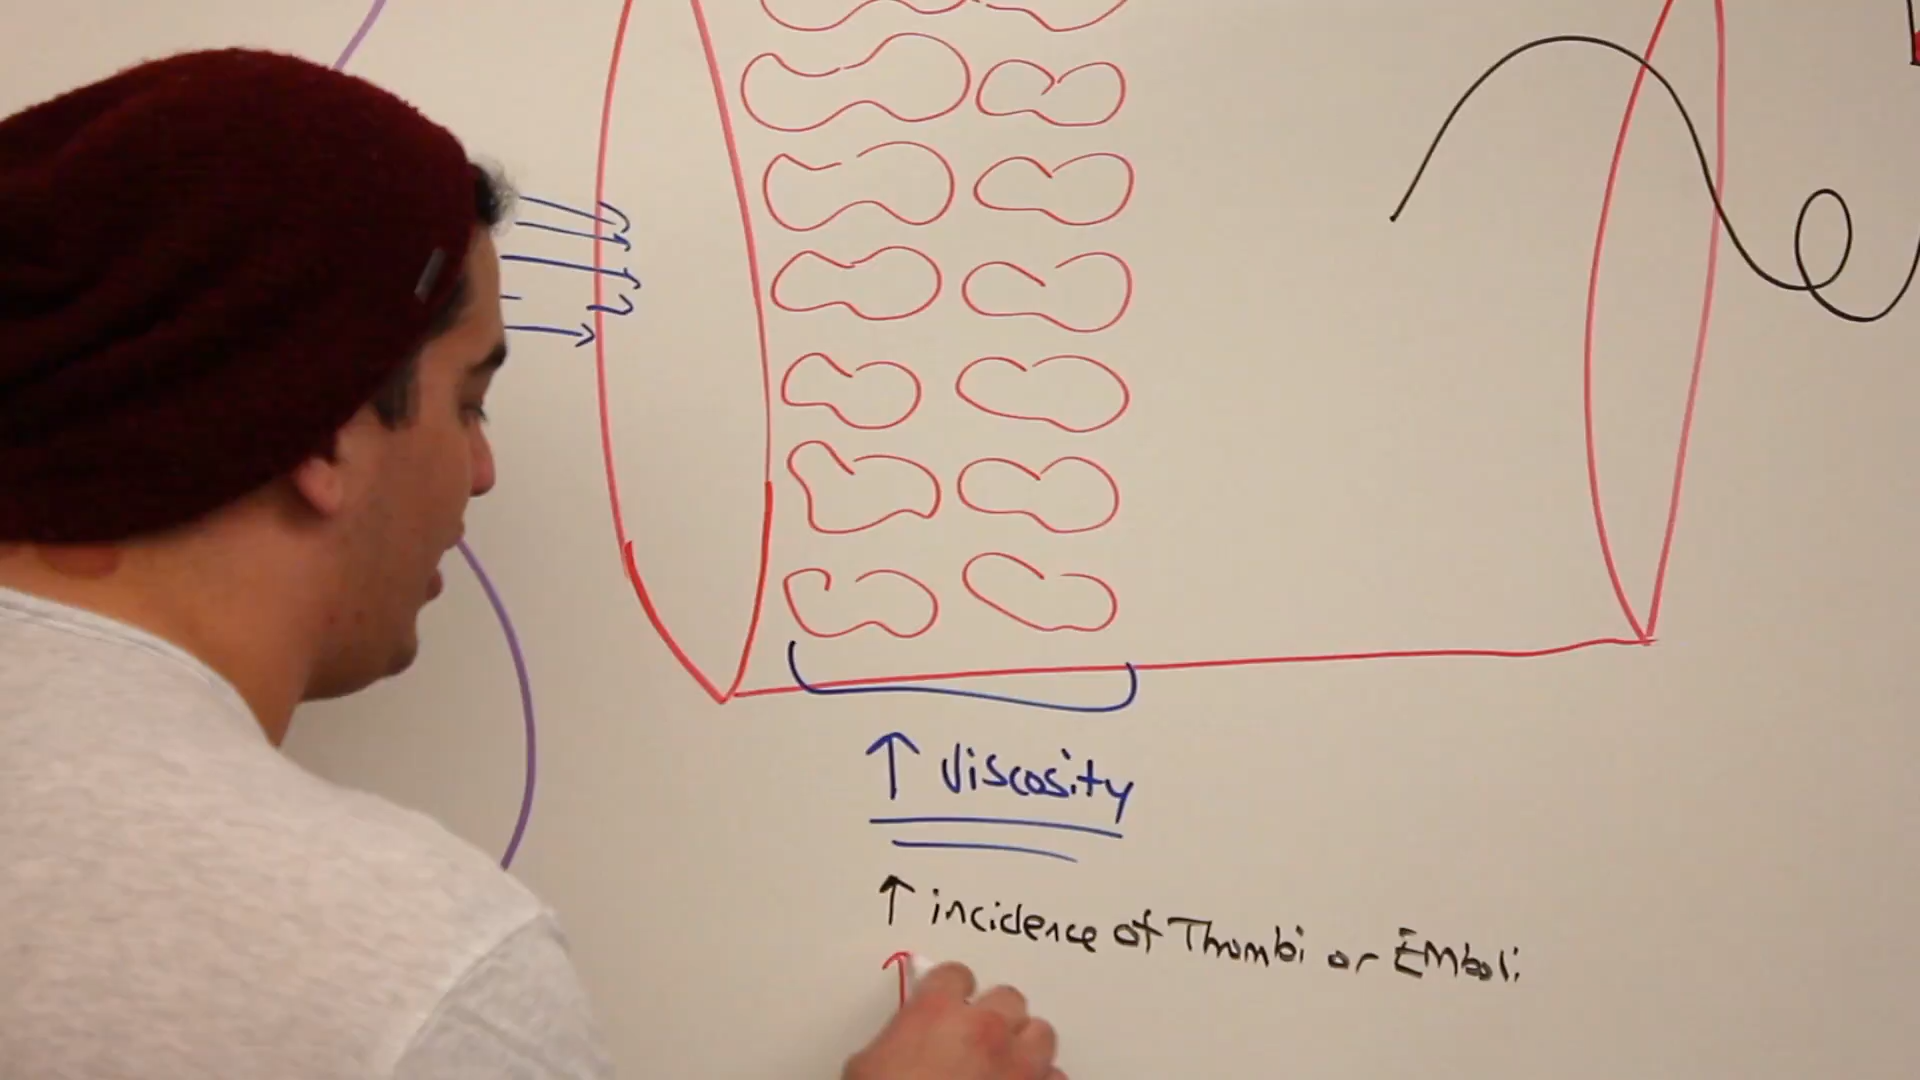 ↑ Viscosity
↑ incidence of Thrombi or Emboli
↑